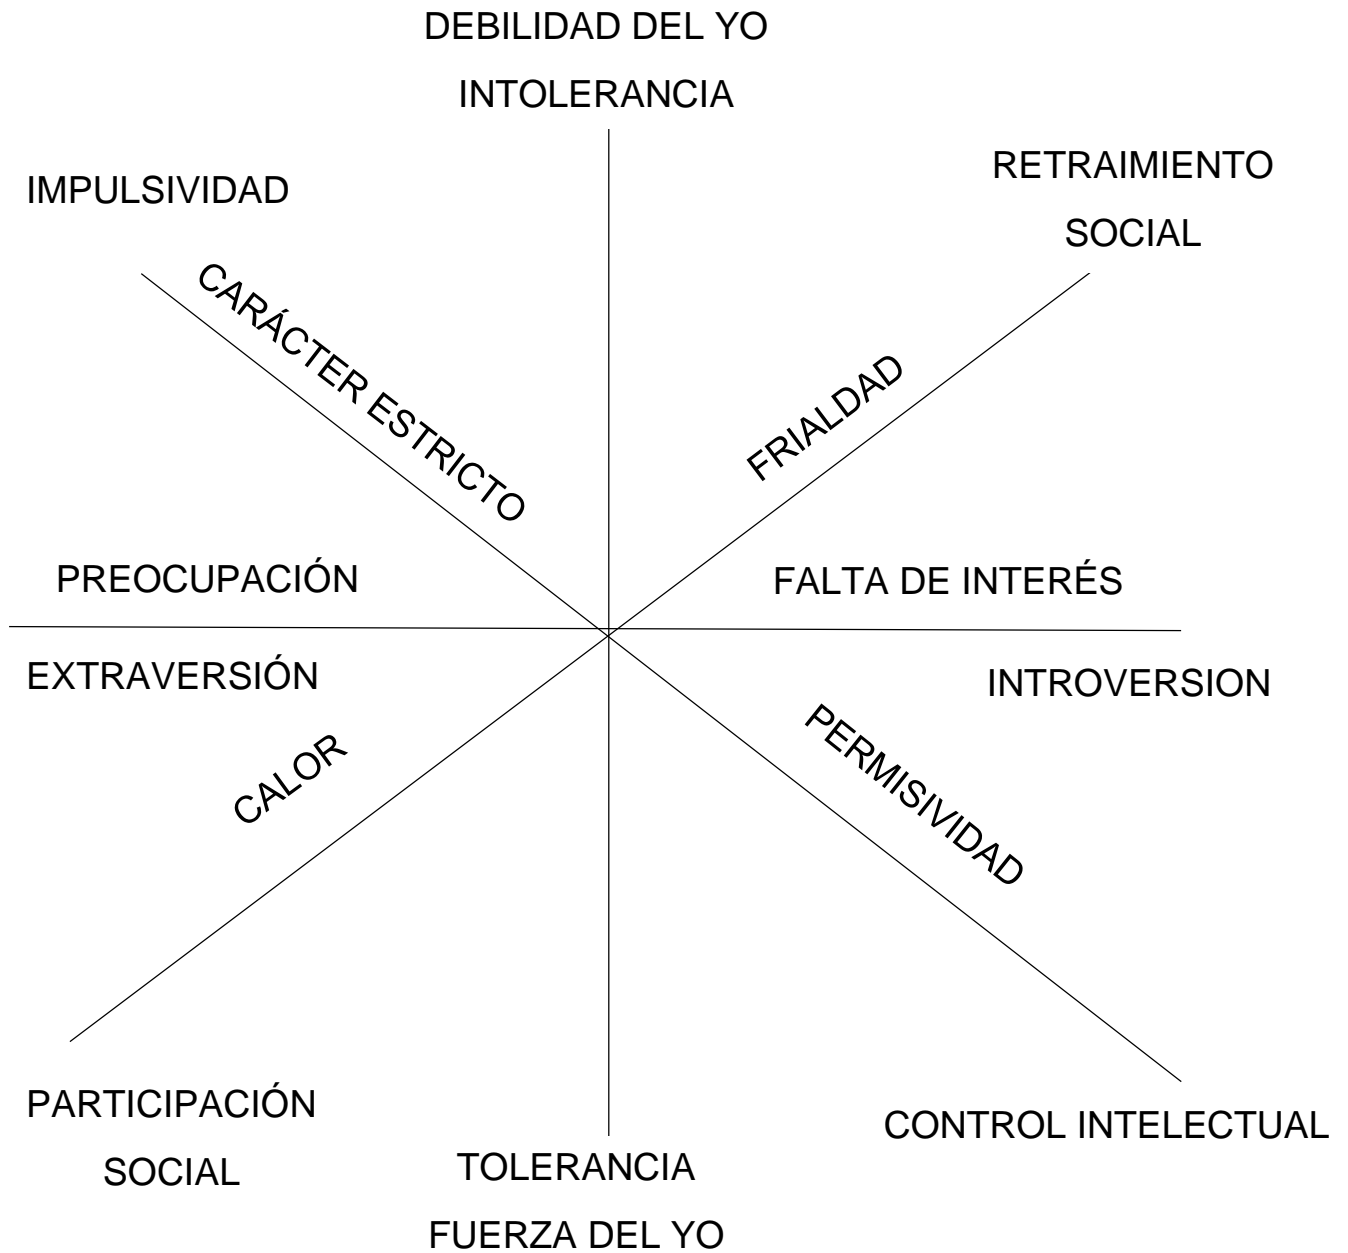 DEBILIDAD DEL YO
INTOLERANCIA
IMPULSIVIDAD
RETRAIMIENTO
SOCIAL
CARÁCTER ESTRICTO
FRIALDAD
PREOCUPACIÓN
FALTA DE INTERÉS
EXTRAVERSIÓN
INTROVERSION
CALOR
PERMISIVIDAD
PARTICIPACIÓN
SOCIAL
CONTROL INTELECTUAL
TOLERANCIA
FUERZA DEL YO